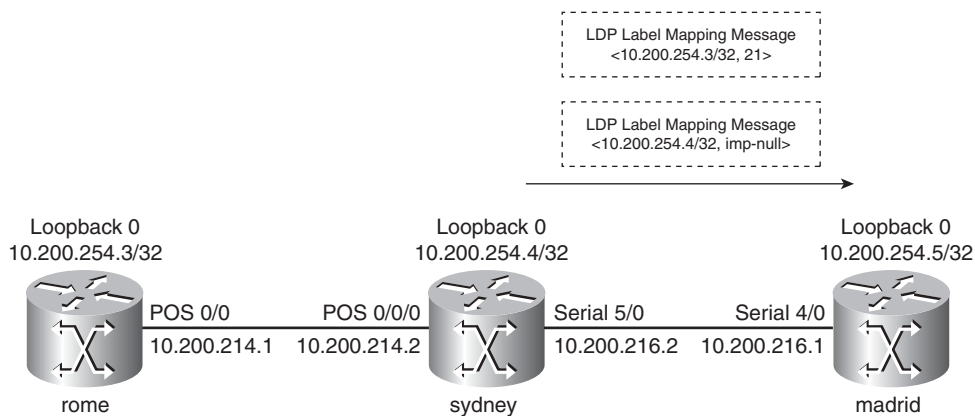 LDP Label Mapping Message
<10.200.254.3/32, 21>
LDP Label Mapping Message
<10.200.254.4/32, imp-null>
Loopback 0
10.200.254.3/32
Loopback 0
10.200.254.4/32
Loopback 0
10.200.254.5/32
POS 0/0
10.200.214.1
POS 0/0/0
10.200.214.2
Serial 5/0
10.200.216.2
Serial 4/0
10.200.216.1
rome
sydney
madrid